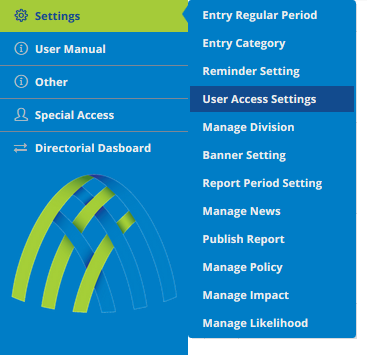 Settings
User Manual
Other
Special Access
Directorial Dasboard
Entry Regular Period
Entry Category
Reminder Setting
User Access Settings
Manage Division
Banner Setting
Report Period Setting
Manage News
Publish Report
Manage Policy
Manage Impact
Manage Likelihood